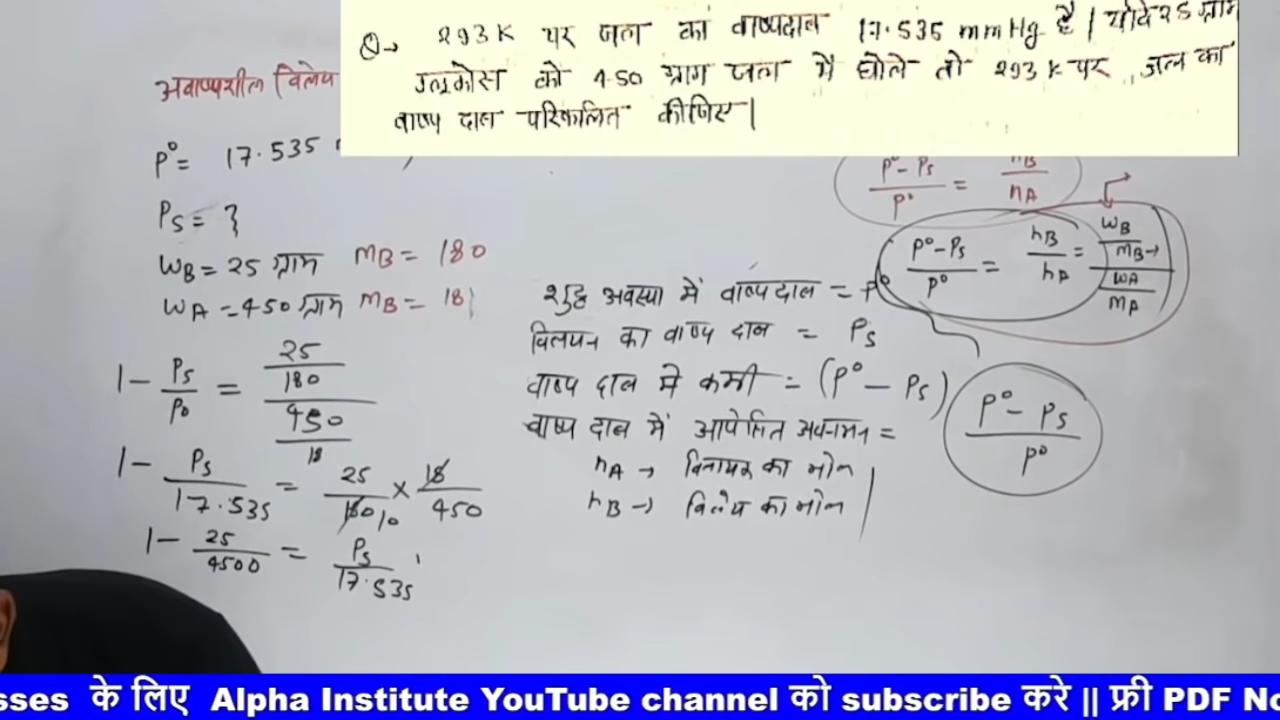 Q→ 293K पर जल का वाष्पदाब 17.535 mmHg है | यदि 25 ग्राम
ग्लूकोस को 450 ग्राम जल में घोले तो 293 K पर जल का
वाष्प दाब परिकलित कीजिए |
अवाष्पशील विलेय
P° = 17.535
Ps = ?
WB = 25 ग्राम MB = 180
WA = 450 ग्राम MB = 18
1 - Ps/P° = (25/180)/(450/18)
1 - Ps/17.535 = 25/180 10 × 18/450
1 - 25/4500 = Ps/17.535
(P° - Ps)/P° = nB/nA
(P° - Ps)/P° = nB/nA = (WB/MB)/(WA/MA)
शुद्ध अवस्था में वाष्पदाब = P°
विलयन का वाष्प दाब = Ps
वाष्प दाब में कमी = (P° - Ps)
वाष्प दाब में आपेक्षित अवनमन = (P° - Ps)/P°
nA → विलायक का मोल
nB → विलेय का मोल
sses के लिए Alpha Institute YouTube channel को subscribe करे || फ्री PDF No